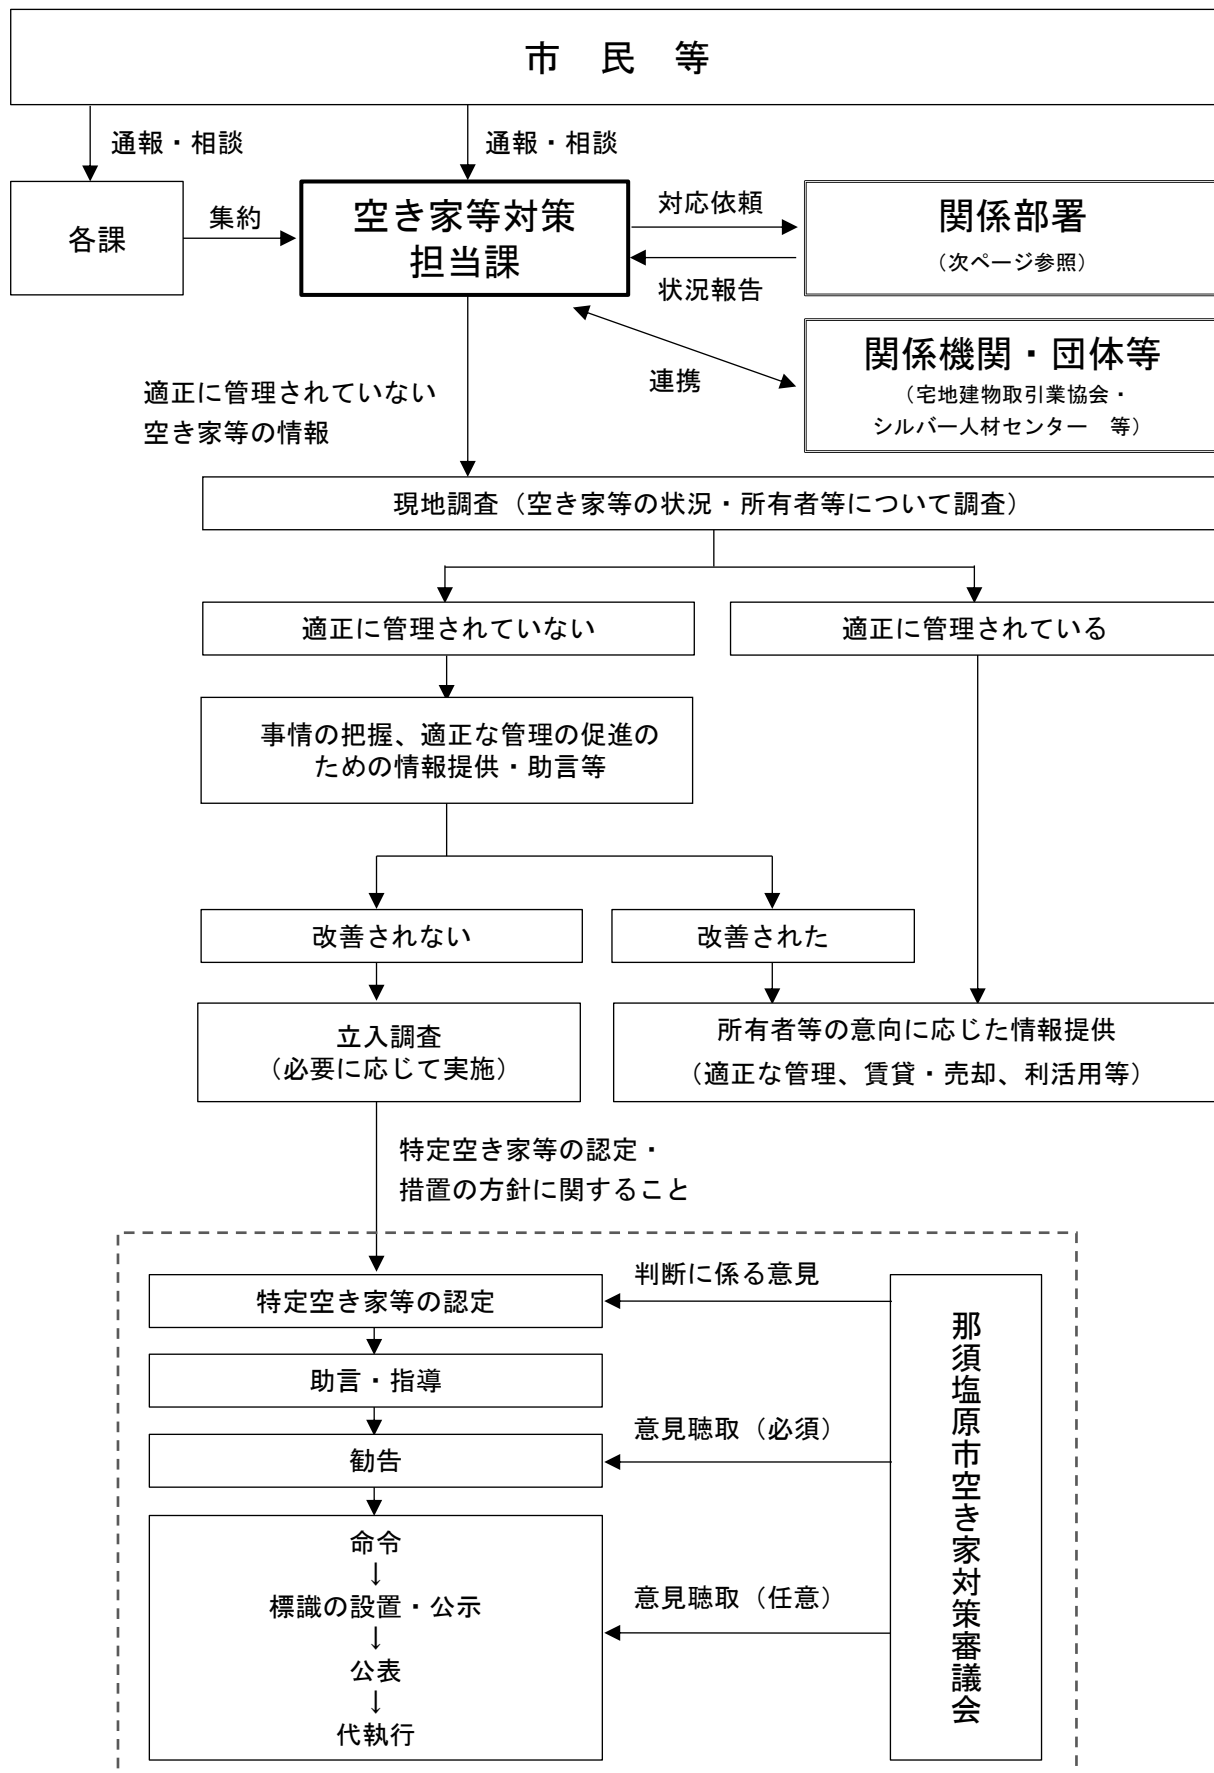 市　民　等
通報・相談
通報・相談
各課
集約
空き家等対策
担当課
対応依頼
状況報告
関係部署
（次ページ参照）
連携
関係機関・団体等
（宅地建物取引業協会・
シルバー人材センター　等）
適正に管理されていない
空き家等の情報
現地調査（空き家等の状況・所有者等について調査）
適正に管理されていない
適正に管理されている
事情の把握、適正な管理の促進の
ための情報提供・助言等
改善されない
改善された
立入調査
（必要に応じて実施）
所有者等の意向に応じた情報提供
（適正な管理、賃貸・売却、利活用等）
特定空き家等の認定・
措置の方針に関すること
特定空き家等の認定
判断に係る意見
助言・指導
勧告
意見聴取（必須）
命令
↓
標識の設置・公示
↓
公表
↓
代執行
意見聴取（任意）
那須塩原市空き家対策審議会